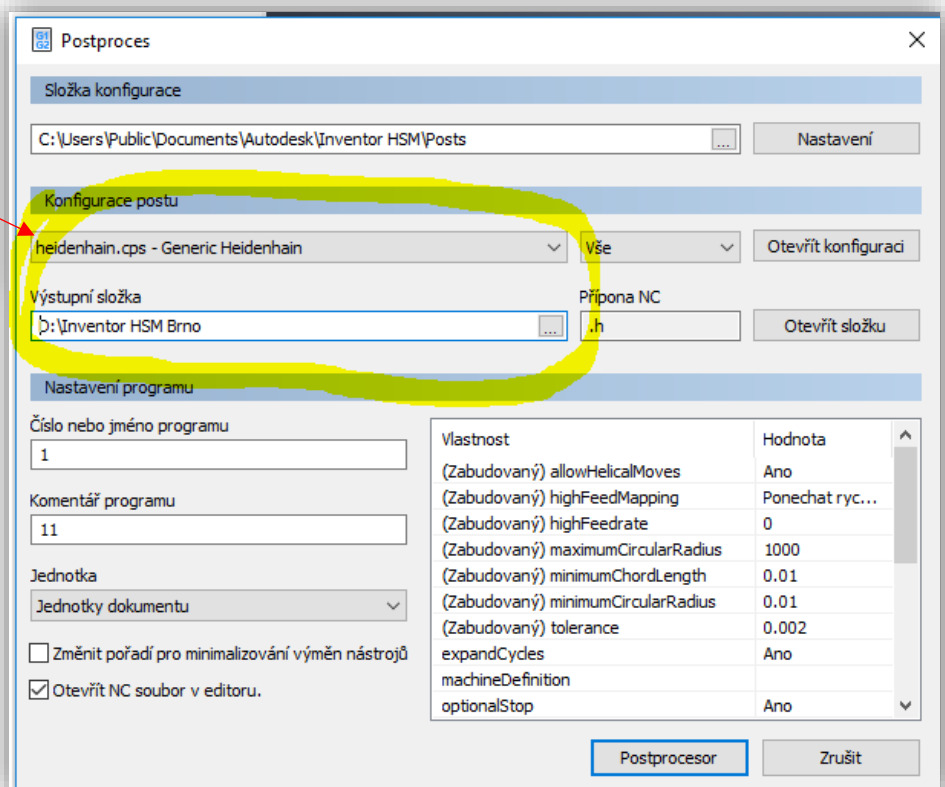 G1
G2
Postproces
Složka konfigurace
C:\Users\Public\Documents\Autodesk\Inventor HSM\Posts
...
Nastavení
Konfigurace postu
heidenhain.cps - Generic Heidenhain
Vše
Otevřít konfiguraci
Výstupní složka
Přípona NC
D:\Inventor HSM Brno
...
.h
Otevřít složku
Nastavení programu
Číslo nebo jméno programu
1
Komentář programu
11
Jednotka
Jednotky dokumentu
Změnit pořadí pro minimalizování výměn nástrojů
Otevřít NC soubor v editoru.
Vlastnost Hodnota
(Zabudovaný) allowHelicalMoves Ano
(Zabudovaný) highFeedMapping Ponechat ryc...
(Zabudovaný) highFeedrate 0
(Zabudovaný) maximumCircularRadius 1000
(Zabudovaný) minimumChordLength 0.01
(Zabudovaný) minimumCircularRadius 0.01
(Zabudovaný) tolerance 0.002
expandCycles Ano
machineDefinition
optionalStop Ano
Postprocesor
Zrušit